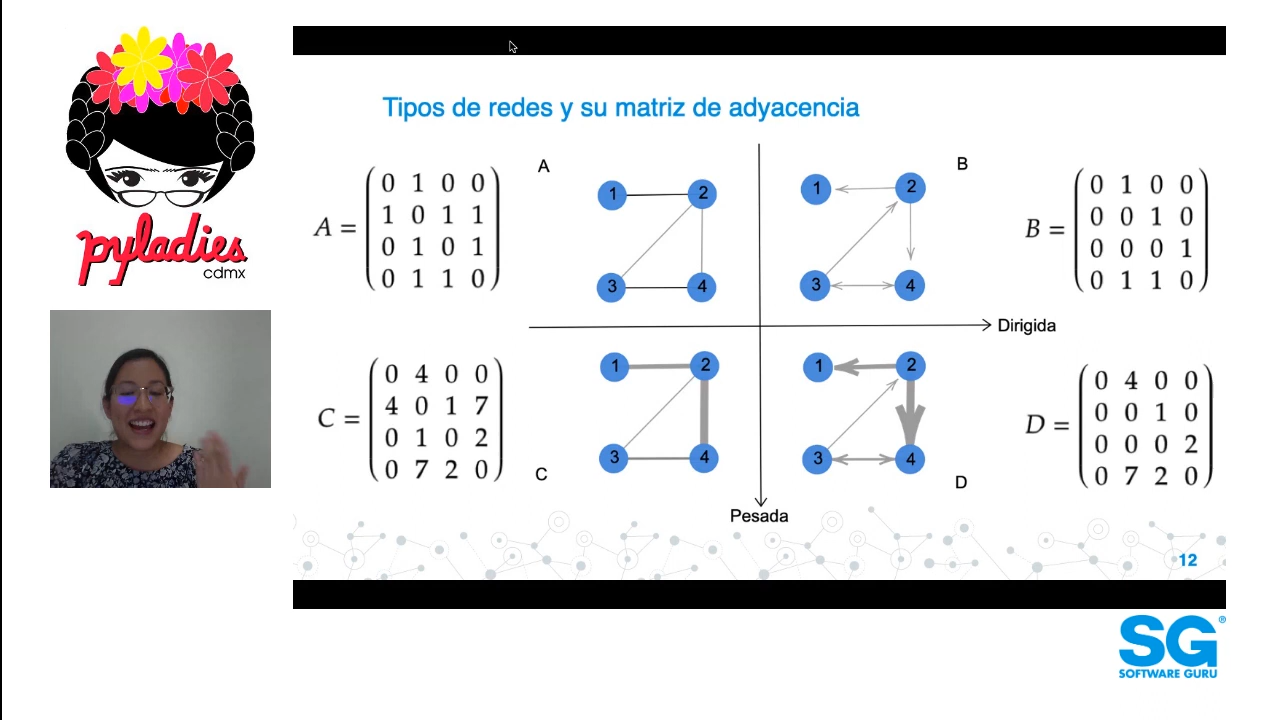 pyladies
cdmx
Tipos de redes y su matriz de adyacencia
A
A =
0 1 0 0
1 0 1 1
0 1 0 1
0 1 1 0
1 2
3 4
B
1 2
3 4
B =
0 1 0 0
0 0 1 0
0 0 0 1
0 1 1 0
Dirigida
C =
0 4 0 0
4 0 1 7
0 1 0 2
0 7 2 0
1 2
3 4
C
1 2
3 4
D
D =
0 4 0 0
0 0 1 0
0 0 0 2
0 7 2 0
Pesada
12
SG®
SOFTWARE GURU